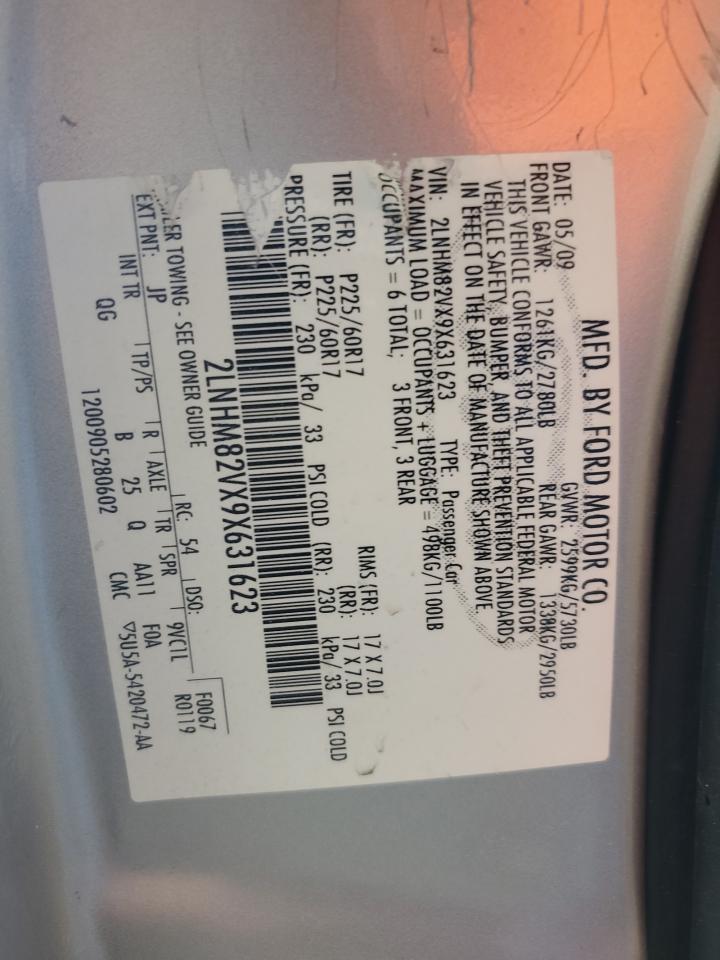 MFD. BY FORD MOTOR CO.
DATE: 05/09 GVWR: 2599KG/5730LB
FRONT GAWR: 1261KG/2780LB REAR GAWR: 1338KG/2950LB
THIS VEHICLE CONFORMS TO ALL APPLICABLE FEDERAL MOTOR
VEHICLE SAFETY, BUMPER, AND THEFT PREVENTION STANDARDS
IN EFFECT ON THE DATE OF MANUFACTURE SHOWN ABOVE.
VIN: 2LNHM82VX9X631623 TYPE: Passenger Car
MAXIMUM LOAD = OCCUPANTS + LUGGAGE = 498KG/1100LB
OCCUPANTS = 6 TOTAL, 3 FRONT, 3 REAR
TIRE (FR): P225/60R17 RIMS (FR): 17 X 7.0J
(RR): P225/60R17 (RR): 17 X 7.0J
PRESSURE (FR): 230 kPa/ 33 PSI COLD (RR): 230 kPa/ 33 PSI COLD
2LNHM82VX9X631623
TOWING - SEE OWNER GUIDE
F0067
EXT PNT: JP RC: 54 DSO: R0119
INT TR TP/PS R AXLE TR SPR 9VC1L
QG B 25 Q AA11 FOA
1200905280602 CMC ▽5U5A-5420472-AA